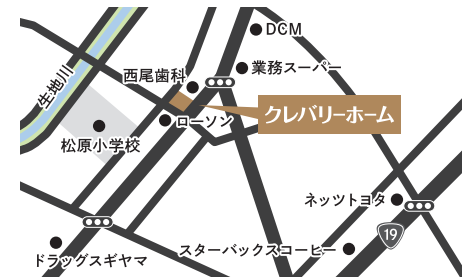 DCM
業務スーパー
西尾歯科
生地川
クレバリーホーム
ローソン
松原小学校
ネッツトヨタ
19
スターバックスコーヒー
ドラッグスギヤマ